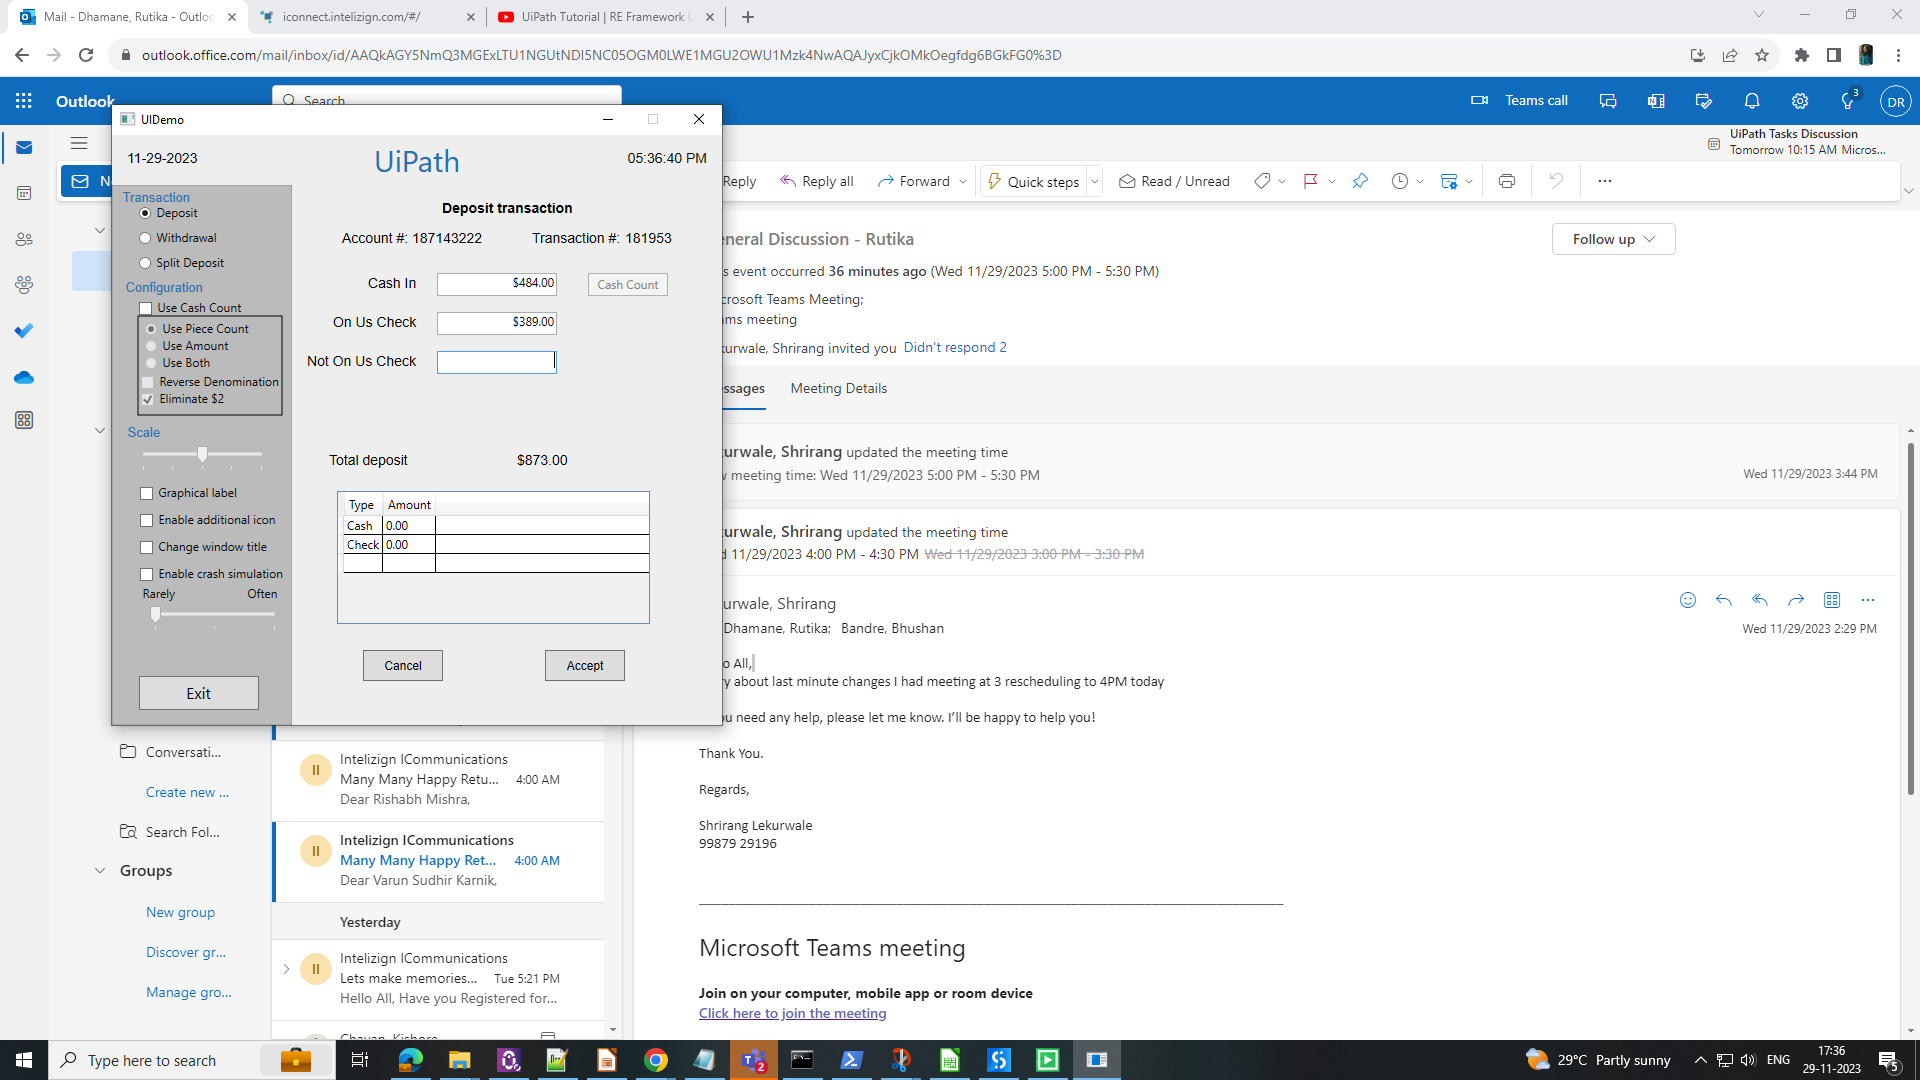 Mail - Dhamane, Rutika - Outlo
iconnect.intelizign.com/#/
UiPath Tutorial | RE Framework
outlook.office.com/mail/inbox/id/AAQkAGY5NmQ3MGExLTU1NGUtNDI5NC05OGM0LWE1MGU2OWU1Mzk4NwAQAJyxCjkOMkOegfdg6BGkFG0%3D
Outlook
Search
Teams call
3
DR
UiPath Tasks Discussion
Tomorrow 10:15 AM Micros...
N
Reply
Reply all
Forward
Quick steps
Read / Unread
UIDemo
11-29-2023
UiPath
05:36:40 PM
Transaction
Deposit
Withdrawal
Split Deposit
Configuration
Use Cash Count
Use Piece Count
Use Amount
Use Both
Reverse Denomination
Eliminate $2
Scale
Graphical label
Enable additional icon
Change window title
Enable crash simulation
Rarely Often
Exit
Deposit transaction
Account #: 187143222 Transaction #: 181953
Cash In $484.00 Cash Count
On Us Check $389.00
Not On Us Check
Total deposit $873.00
Type Amount
Cash 0.00
Check 0.00
Cancel Accept
eneral Discussion - Rutika
Follow up
s event occurred 36 minutes ago (Wed 11/29/2023 5:00 PM - 5:30 PM)
crosoft Teams Meeting;
ms meeting
kurwale, Shrirang invited you Didn't respond 2
ssages Meeting Details
urwale, Shrirang updated the meeting time
v meeting time: Wed 11/29/2023 5:00 PM - 5:30 PM
Wed 11/29/2023 3:44 PM
urwale, Shrirang updated the meeting time
d 11/29/2023 4:00 PM - 4:30 PM Wed 11/29/2023 3:00 PM - 3:30 PM
urwale, Shrirang
Dhamane, Rutika; Bandre, Bhushan
Wed 11/29/2023 2:29 PM
o All,
y about last minute changes I had meeting at 3 rescheduling to 4PM today
ou need any help, please let me know. I'll be happy to help you!
Thank You.
Regards,
Shrirang Lekurwale
99879 29196
Microsoft Teams meeting
Join on your computer, mobile app or room device
Click here to join the meeting
Conversati...
Create new ...
Search Fol...
Groups
New group
Discover gr...
Manage gro...
II
Intelizign ICommunications
Many Many Happy Retu... 4:00 AM
Dear Rishabh Mishra,
II
Intelizign ICommunications
Many Many Happy Ret... 4:00 AM
Dear Varun Sudhir Karnik,
Yesterday
II
Intelizign ICommunications
Lets make memories... Tue 5:21 PM
Hello All, Have you Registered for...
Chavan, Kishore
Type here to search
2
29°C Partly sunny
ENG
17:36
29-11-2023
5